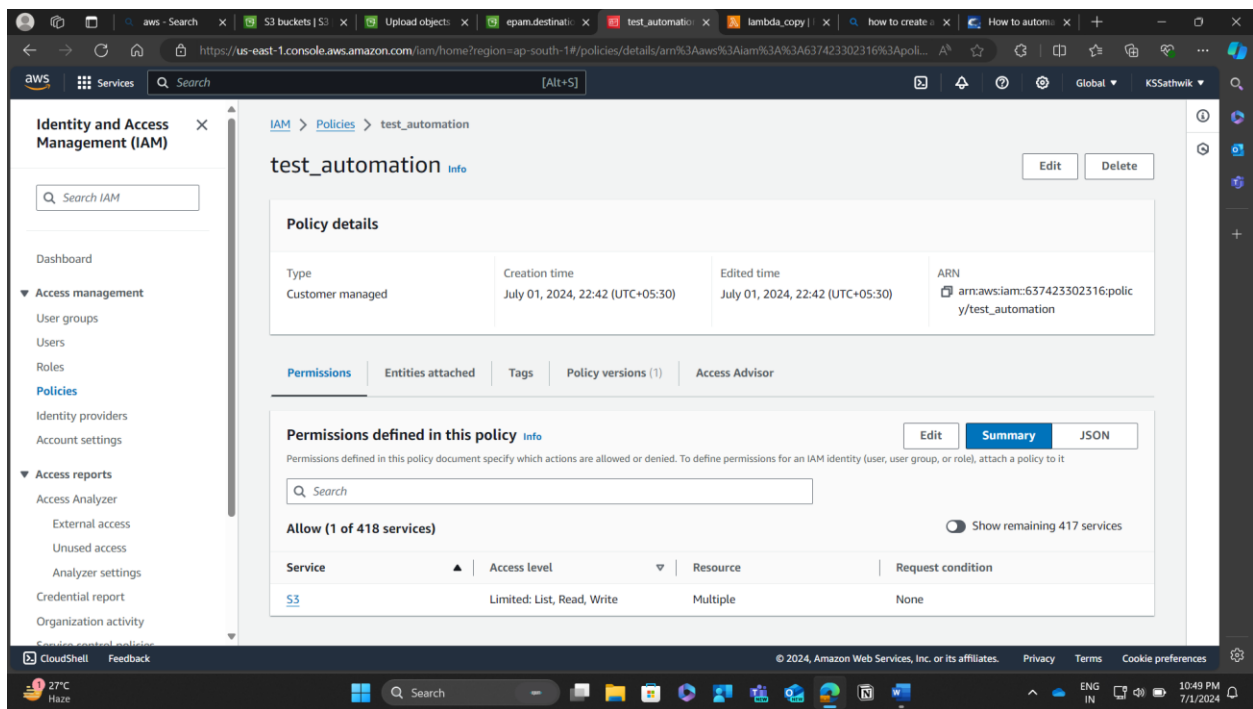 aws - Search
S3 buckets | S3
Upload objects
epam.destinatio
test_automation
lambda_copy |
how to create a
How to automa
https://us-east-1.console.aws.amazon.com/iam/home?region=ap-south-1#/policies/details/arn%3Aaws%3Aiam%3A%3A637423302316%3Apoli...
aws
Services
Search
[Alt+S]
Global
KSSathwik
Identity and Access
Management (IAM)
Search IAM
Dashboard
Access management
User groups
Users
Roles
Policies
Identity providers
Account settings
Access reports
Access Analyzer
External access
Unused access
Analyzer settings
Credential report
Organization activity
Service control policies
IAM > Policies > test_automation
test_automation Info
Edit
Delete
Policy details
Type
Customer managed
Creation time
July 01, 2024, 22:42 (UTC+05:30)
Edited time
July 01, 2024, 22:42 (UTC+05:30)
ARN
arn:aws:iam::637423302316:polic
y/test_automation
Permissions
Entities attached
Tags
Policy versions (1)
Access Advisor
Permissions defined in this policy Info
Edit
Summary
JSON
Permissions defined in this policy document specify which actions are allowed or denied. To define permissions for an IAM identity (user, user group, or role), attach a policy to it
Search
Allow (1 of 418 services)
Show remaining 417 services
Service
Access level
Resource
Request condition
S3
Limited: List, Read, Write
Multiple
None
CloudShell
Feedback
© 2024, Amazon Web Services, Inc. or its affiliates.
Privacy
Terms
Cookie preferences
1
27°C
Haze
Search
ENG
IN
10:49 PM
7/1/2024